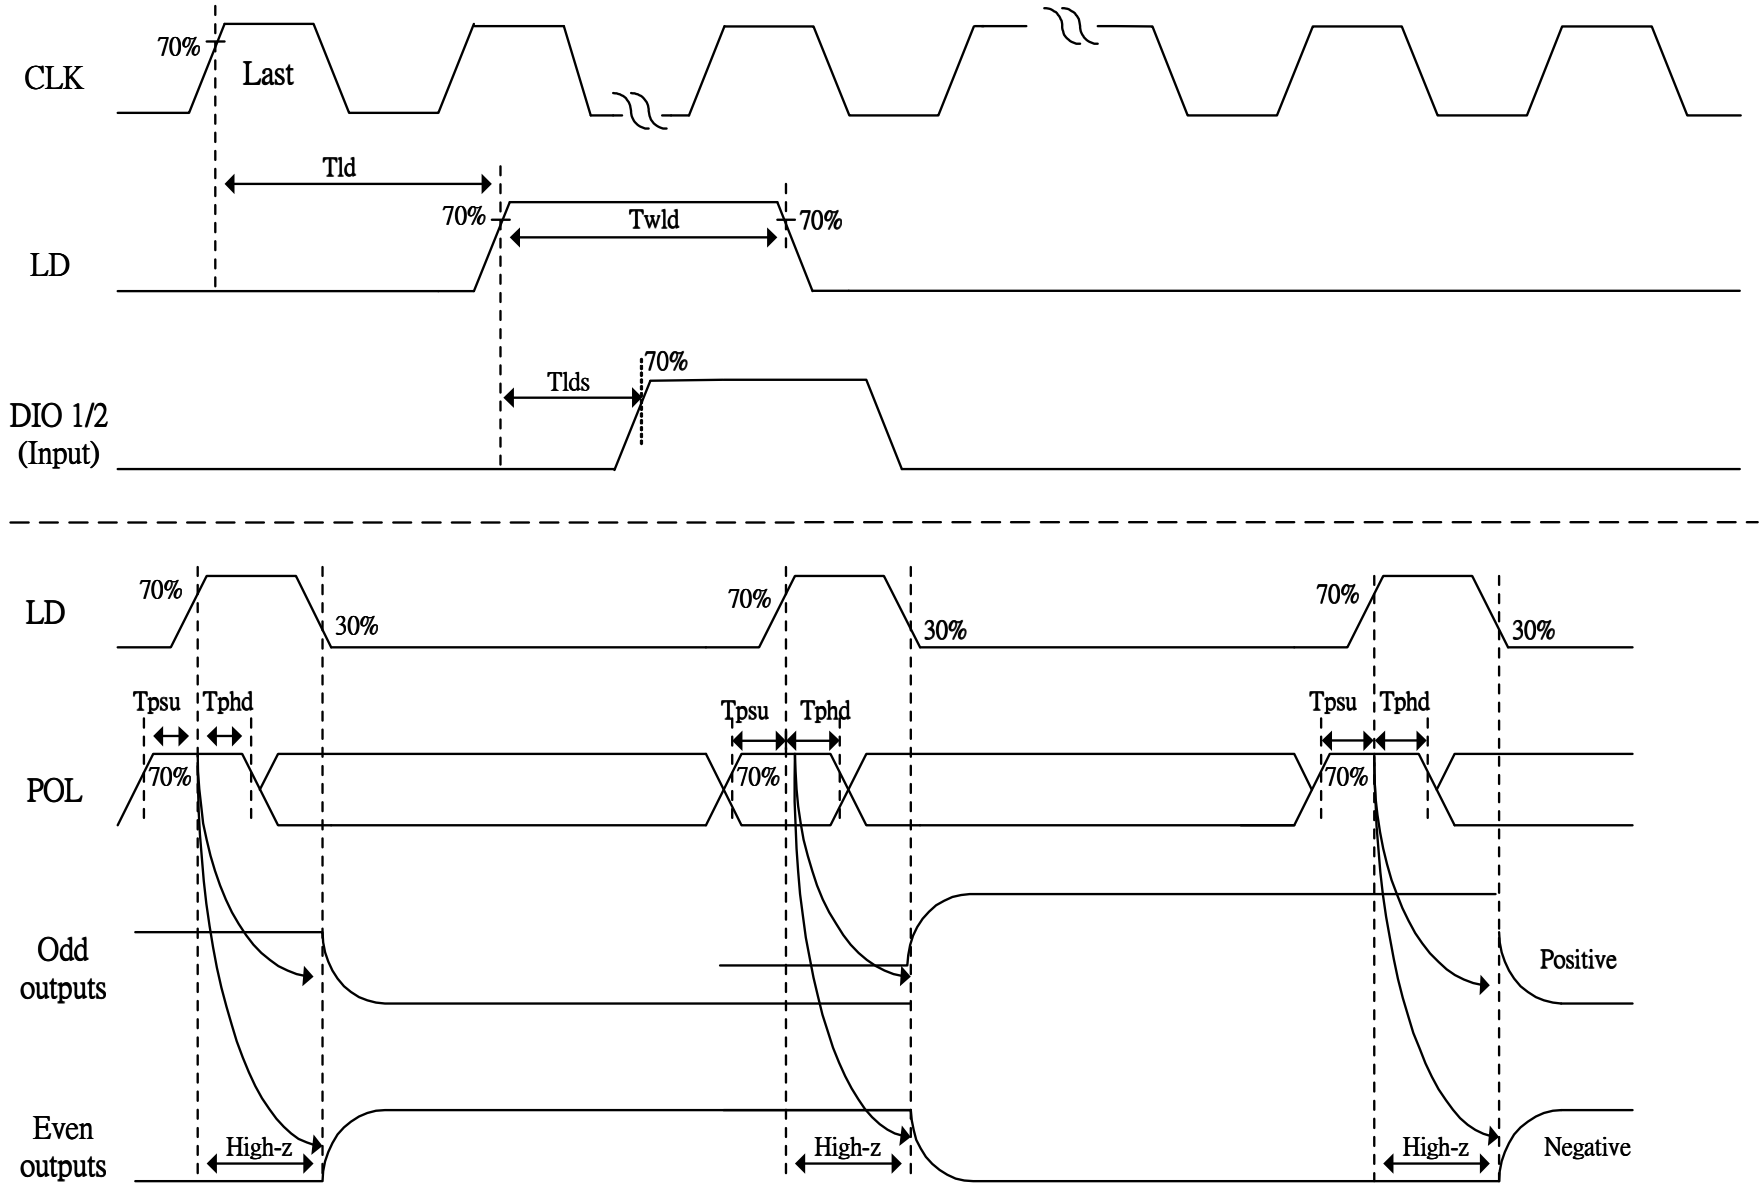 70%
CLK
Last
Tld
70%
Twld
70%
LD
70%
Tlds
DIO 1/2
(Input)
70%
70%
70%
LD
30%
30%
30%
Tpsu
Tphd
Tpsu
Tphd
Tpsu
Tphd
POL
70%
70%
70%
Odd
outputs
Positive
Even
outputs
High-z
High-z
High-z
Negative